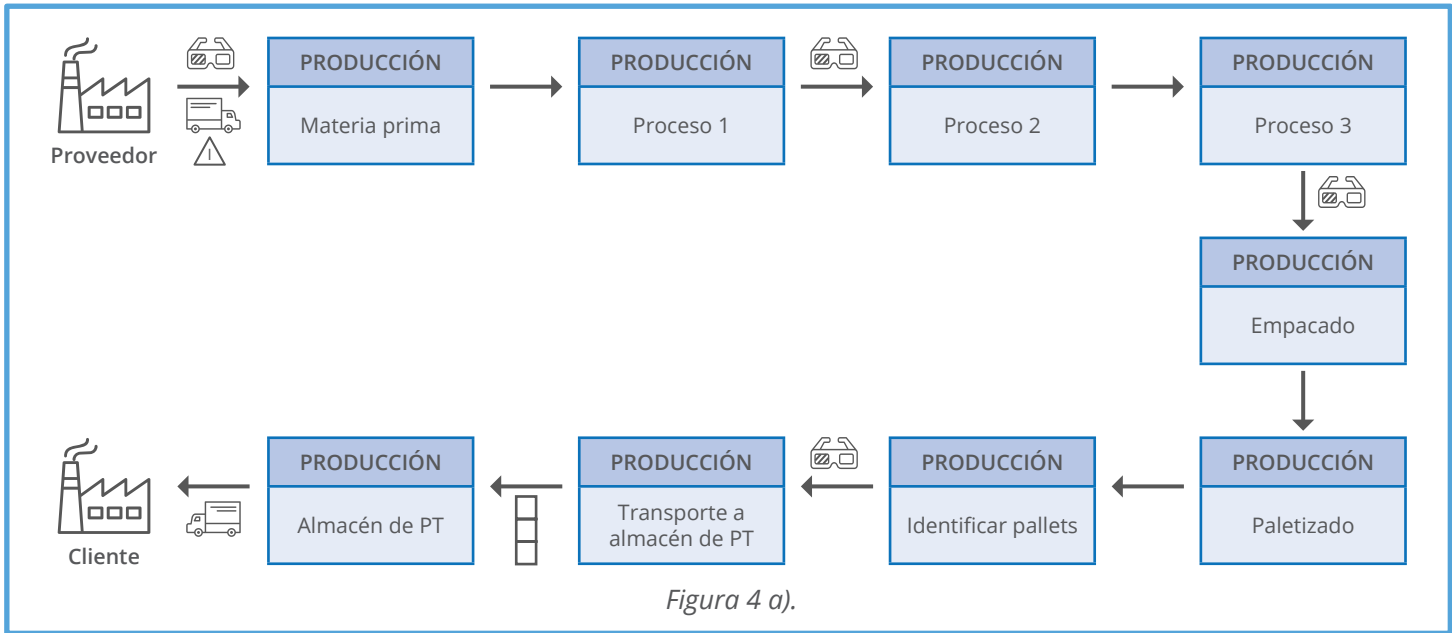 PRODUCCIÓN
PRODUCCIÓN
PRODUCCIÓN
PRODUCCIÓN
Materia prima
Proceso 1
Proceso 2
Proceso 3
Proveedor
PRODUCCIÓN
Empacado
PRODUCCIÓN
PRODUCCIÓN
PRODUCCIÓN
PRODUCCIÓN
Almacén de PT
Transporte a
almacén de PT
Identificar pallets
Paletizado
Cliente
Figura 4 a).